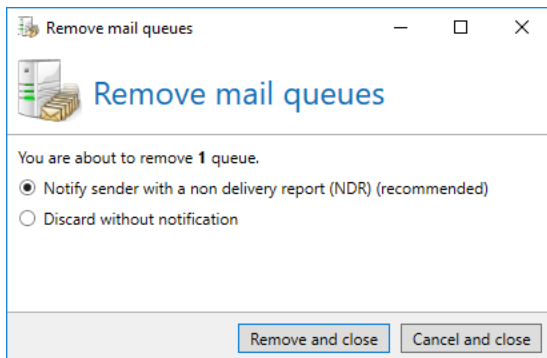 Remove mail queues
Remove mail queues
You are about to remove 1 queue.
Notify sender with a non delivery report (NDR) (recommended)
Discard without notification
Remove and close
Cancel and close